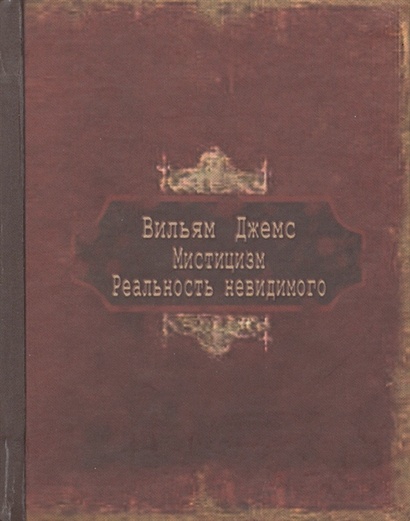 Вильям Джемс
Мистицизм
Реальность невидимого